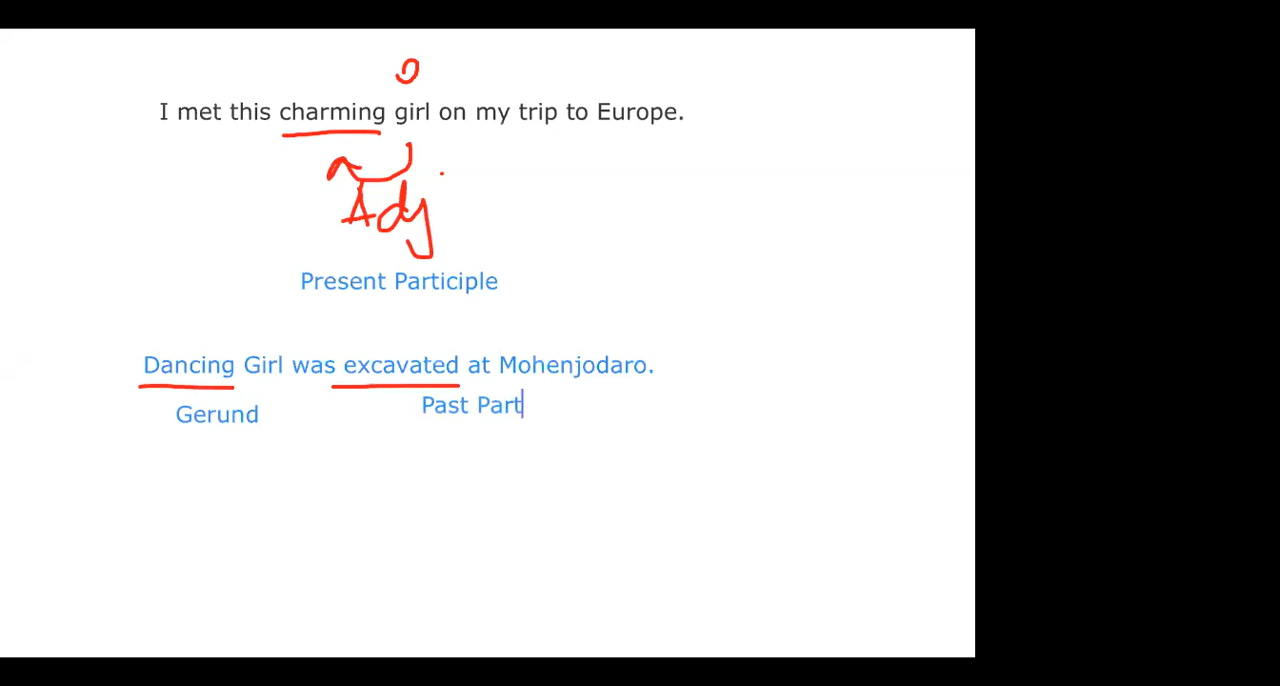 I met this charming girl on my trip to Europe.
Adj
Present Participle
Dancing Girl was excavated at Mohenjodaro.
Gerund
Past Part